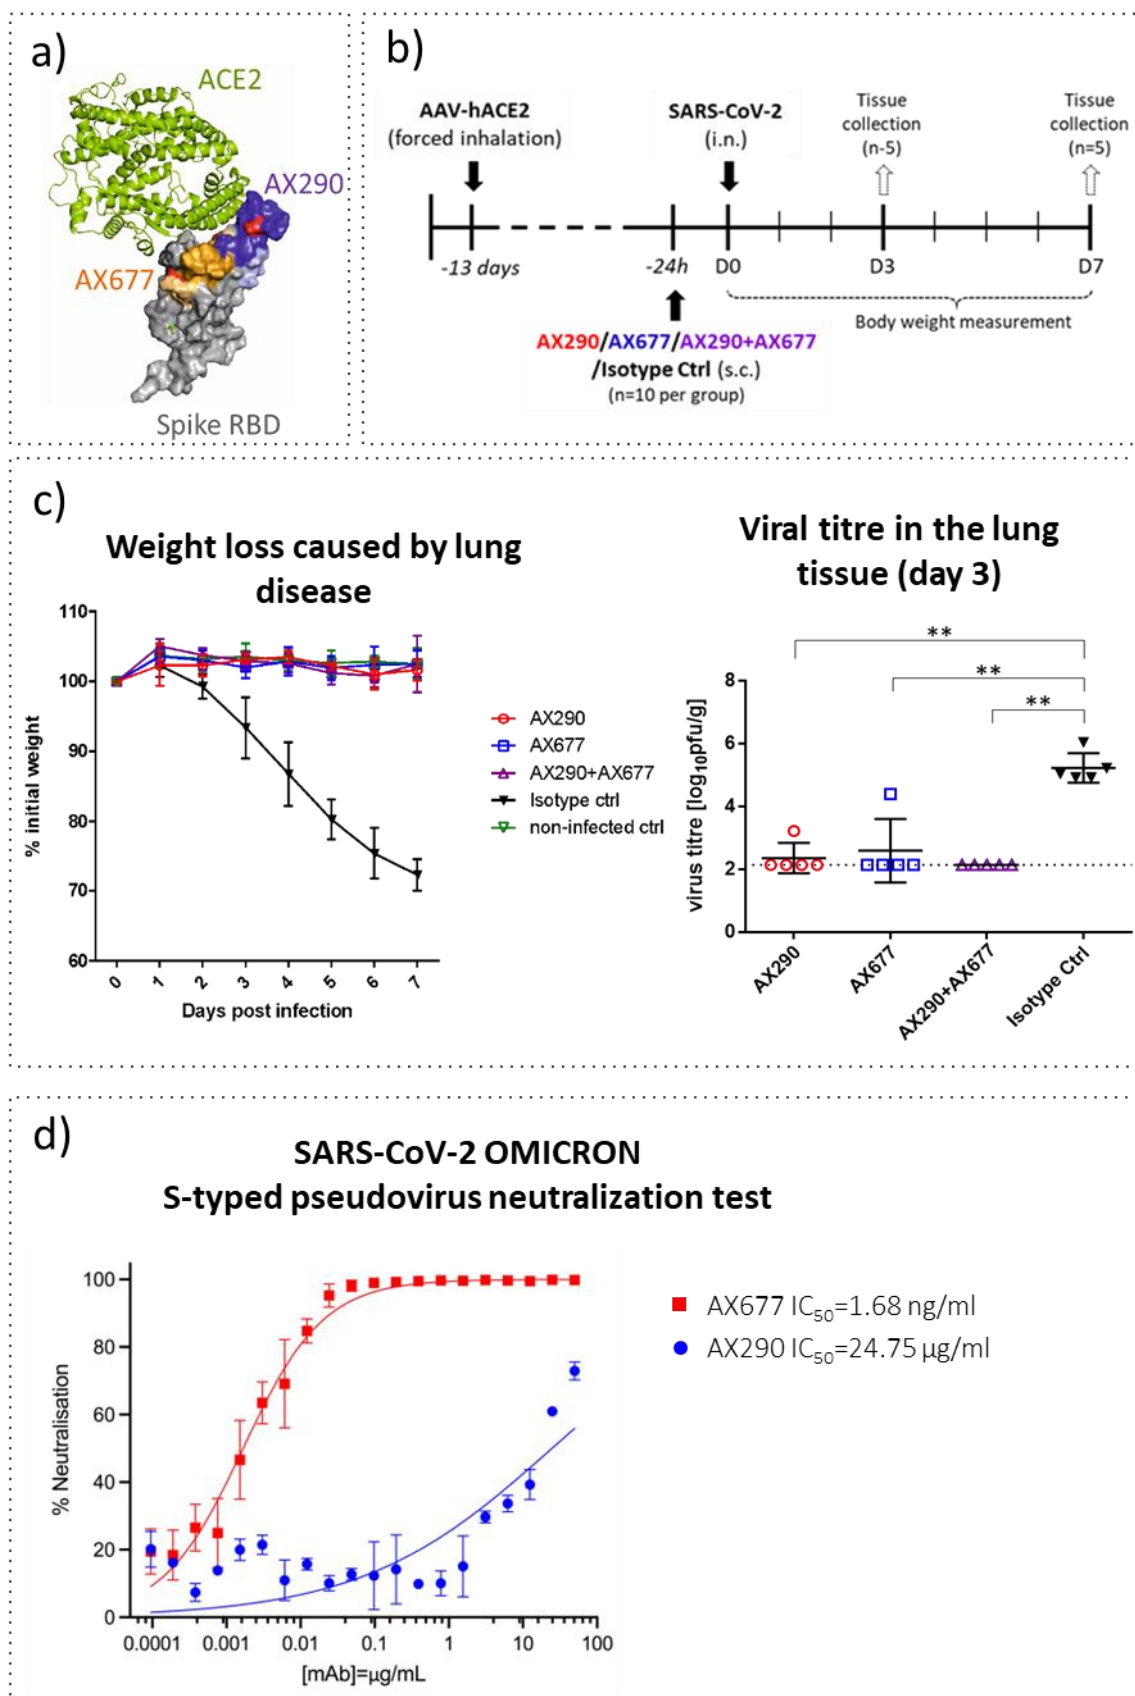 a)
ACE2
AX290
AX677
Spike RBD
b)
AAV-hACE2
(forced inhalation)
SARS-CoV-2
(i.n.)
Tissue
collection
(n-5)
Tissue
collection
(n=5)
-13 days
-24h
D0
D3
D7
Body weight measurement
AX290/AX677/AX290+AX677
/Isotype Ctrl (s.c.)
(n=10 per group)
c)
Weight loss caused by lung
disease
110
100
90
80
70
60
% initial weight
0 1 2 3 4 5 6 7
Days post infection
AX290
AX677
AX290+AX677
Isotype ctrl
non-infected ctrl
Viral titre in the lung
tissue (day 3)
**
**
**
8
6
4
2
0
virus titre [log10pfu/g]
AX290
AX677
AX290+AX677
Isotype Ctrl
d)
SARS-CoV-2 OMICRON
S-typed pseudovirus neutralization test
100
80
60
40
20
0
% Neutralisation
0.0001 0.001 0.01 0.1 1 10 100
[mAb]=µg/mL
AX677 IC50=1.68 ng/ml
AX290 IC50=24.75 µg/ml